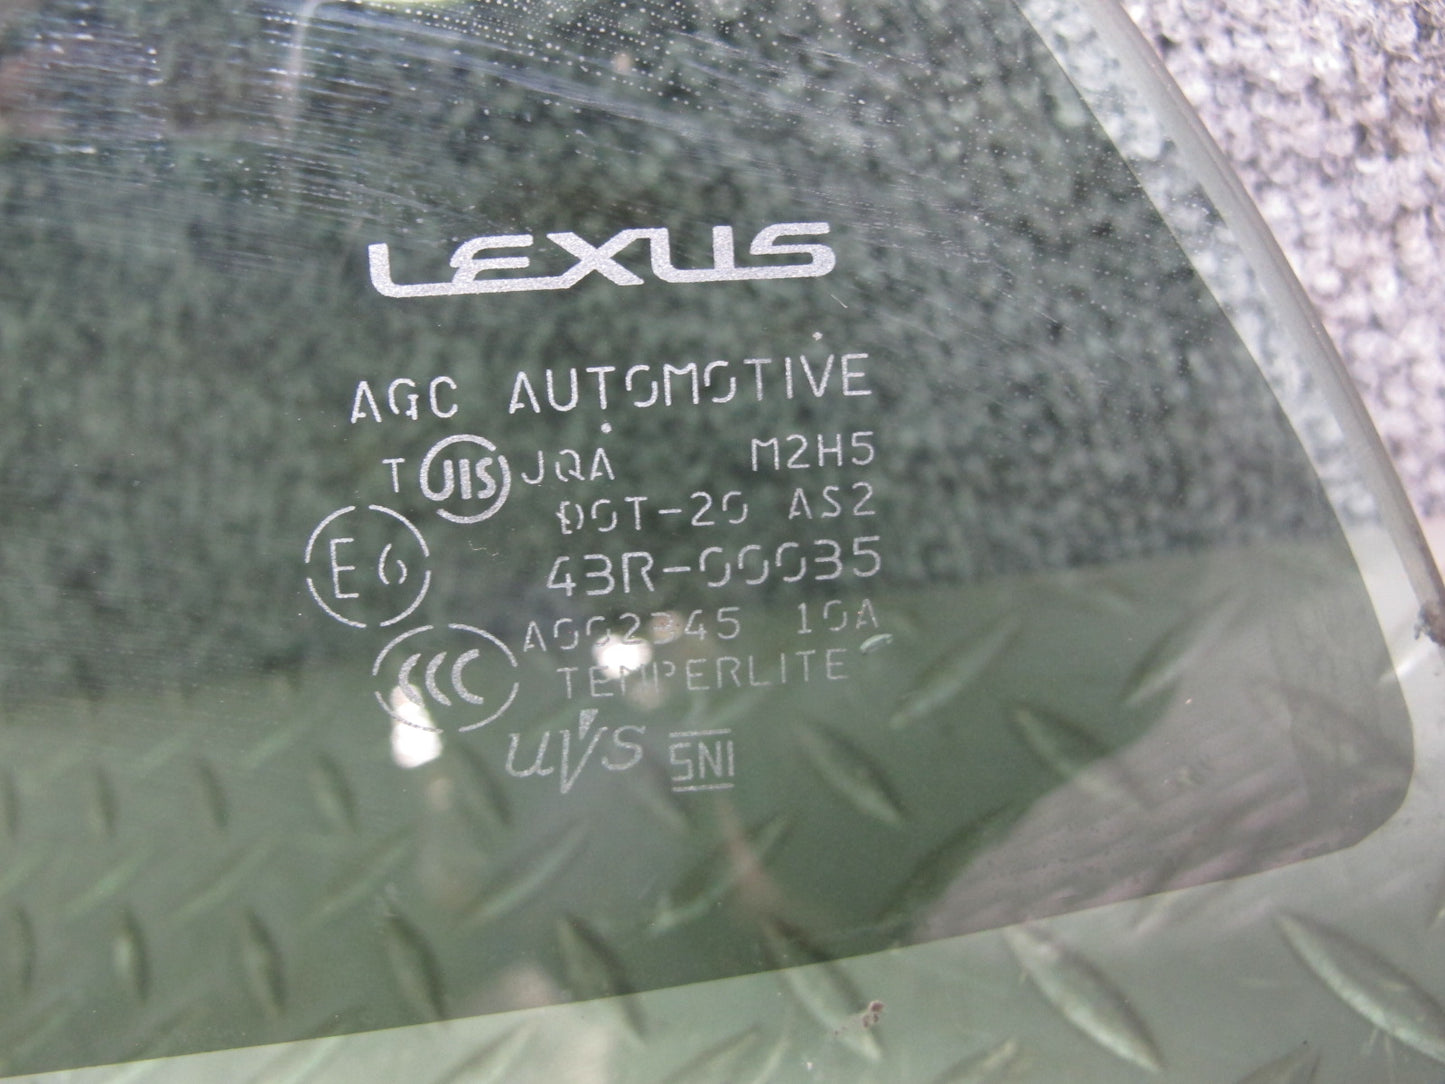 LEXUS
AGC AUTOMOTIVE
T JIS JQA M2H5
DOT-20 AS2
E6 43R-00035
A002345 10A
CCC TEMPERLITE
UVS SNI